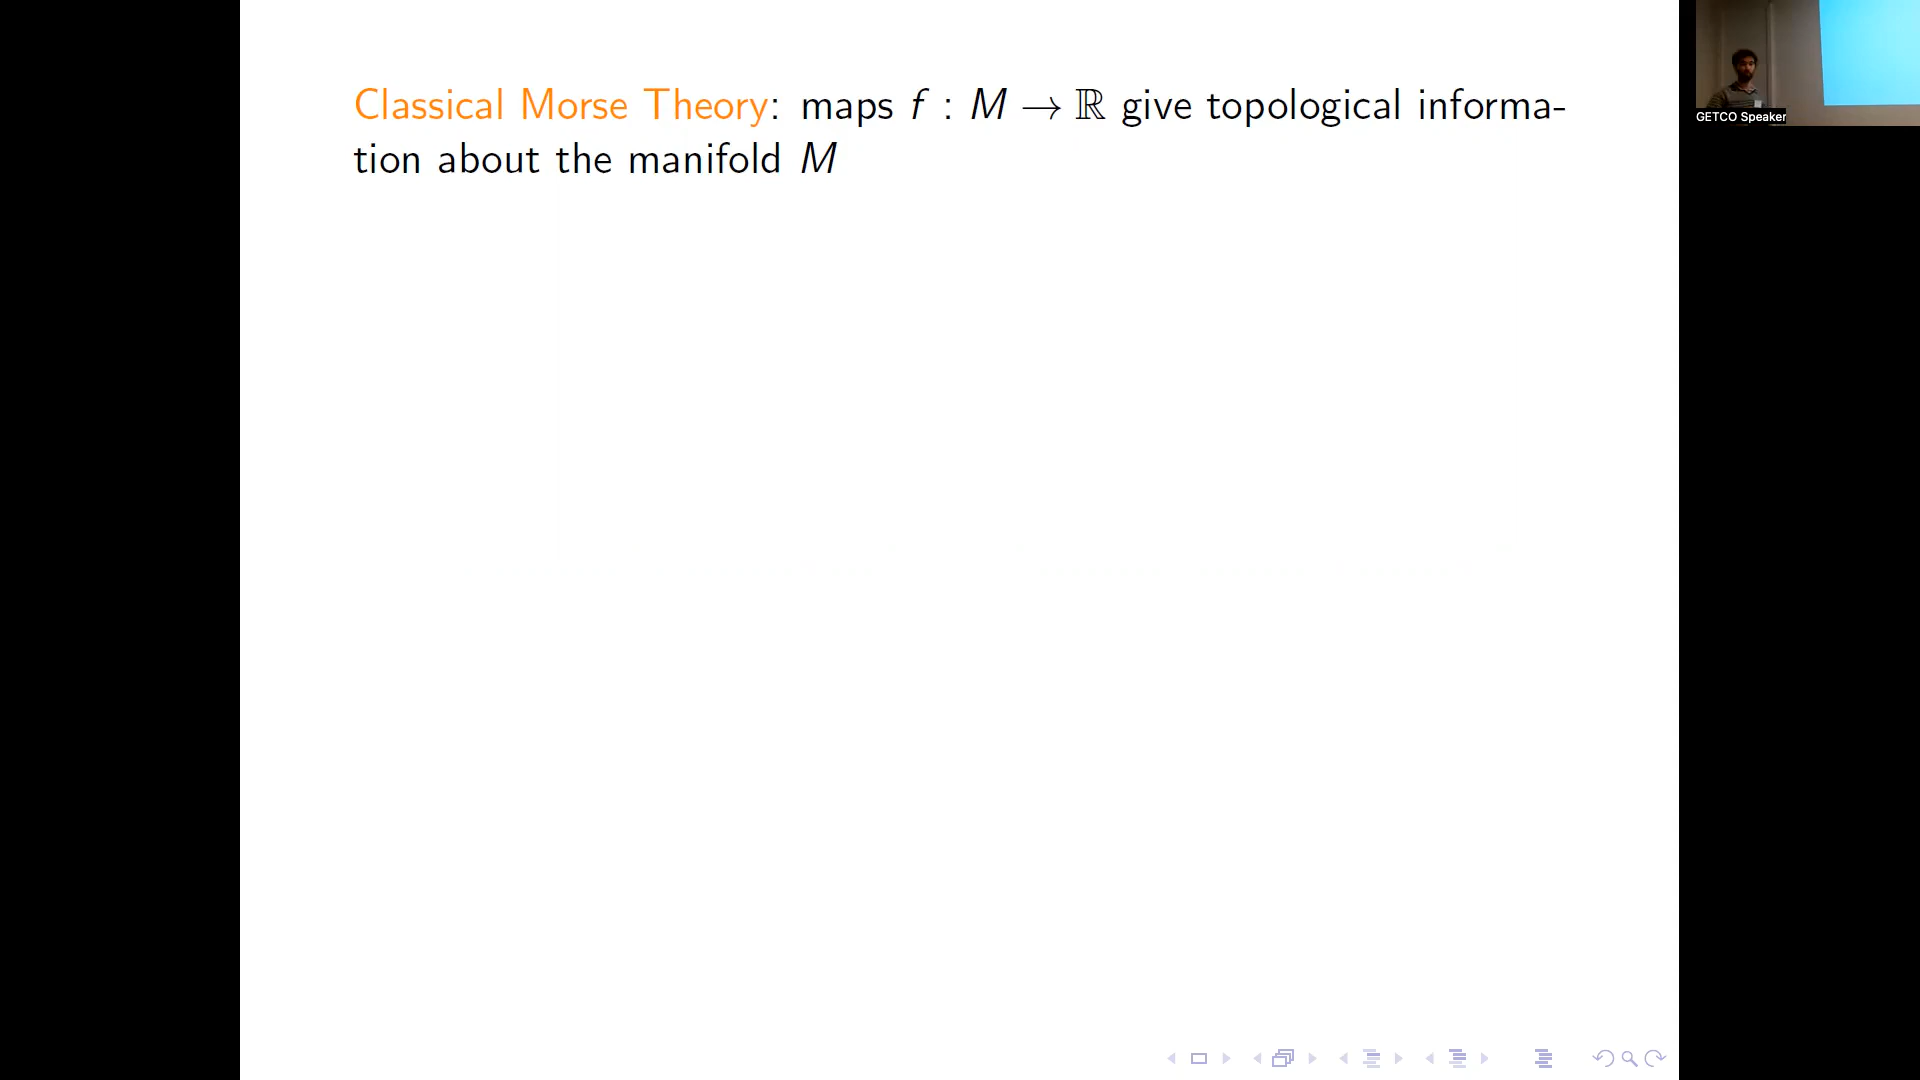 Classical Morse Theory: maps f : M → ℝ give topological informa-
tion about the manifold M
GETCO Speaker